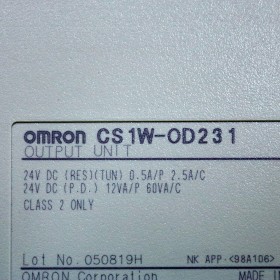 OMRON CS1W-OD231
OUTPUT UNIT
24V DC (RES)(TUN) 0.5A/P 2.5A/C
24V DC (P.D.) 12VA/P 60VA/C
CLASS 2 ONLY
Lot No. 050819H NK APP.<98A106>
OMRON Corporation MADE